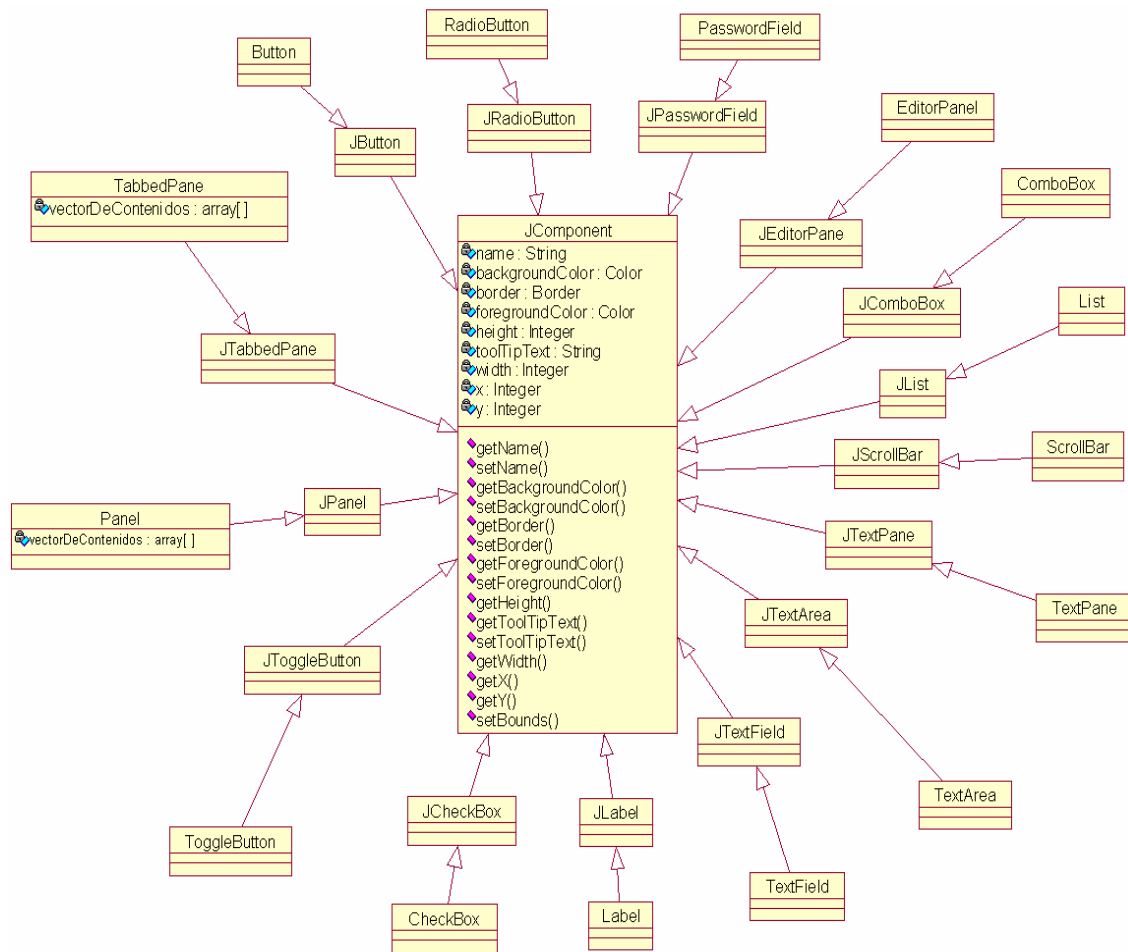 RadioButton
PasswordField
Button
EditorPanel
JRadioButton
JPasswordField
JButton
ComboBox
TabbedPane
vectorDeContenidos : array[ ]
JComponent
name : String
backgroundColor : Color
border : Border
foregroundColor : Color
height : Integer
toolTipText : String
width : Integer
x : Integer
y : Integer
getName()
setName()
getBackgroundColor()
setBackgroundColor()
getBorder()
setBorder()
getForegroundColor()
setForegroundColor()
getHeight()
getToolTipText()
setToolTipText()
getWidth()
getX()
getY()
setBounds()
JEditorPane
JComboBox
List
JTabbedPane
JList
JScrollBar
ScrollBar
JPanel
Panel
vectorDeContenidos : array[ ]
JTextPane
TextPane
JTextArea
JToggleButton
JTextField
TextArea
JCheckBox
JLabel
ToggleButton
TextField
CheckBox
Label